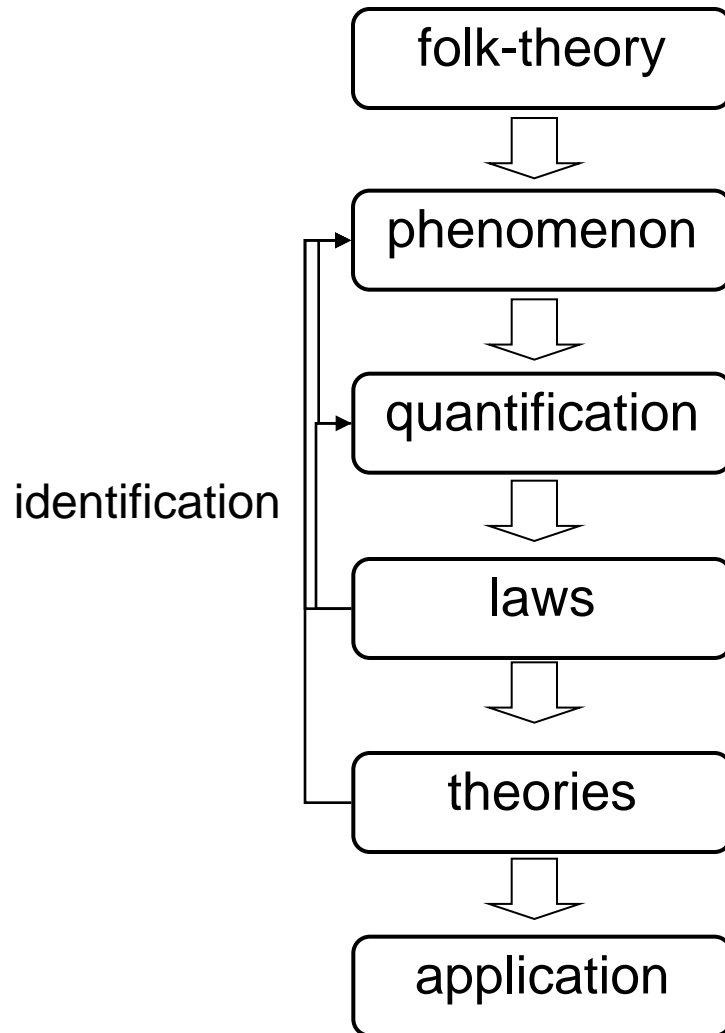 folk-theory
phenomenon
quantification
identification
laws
theories
application